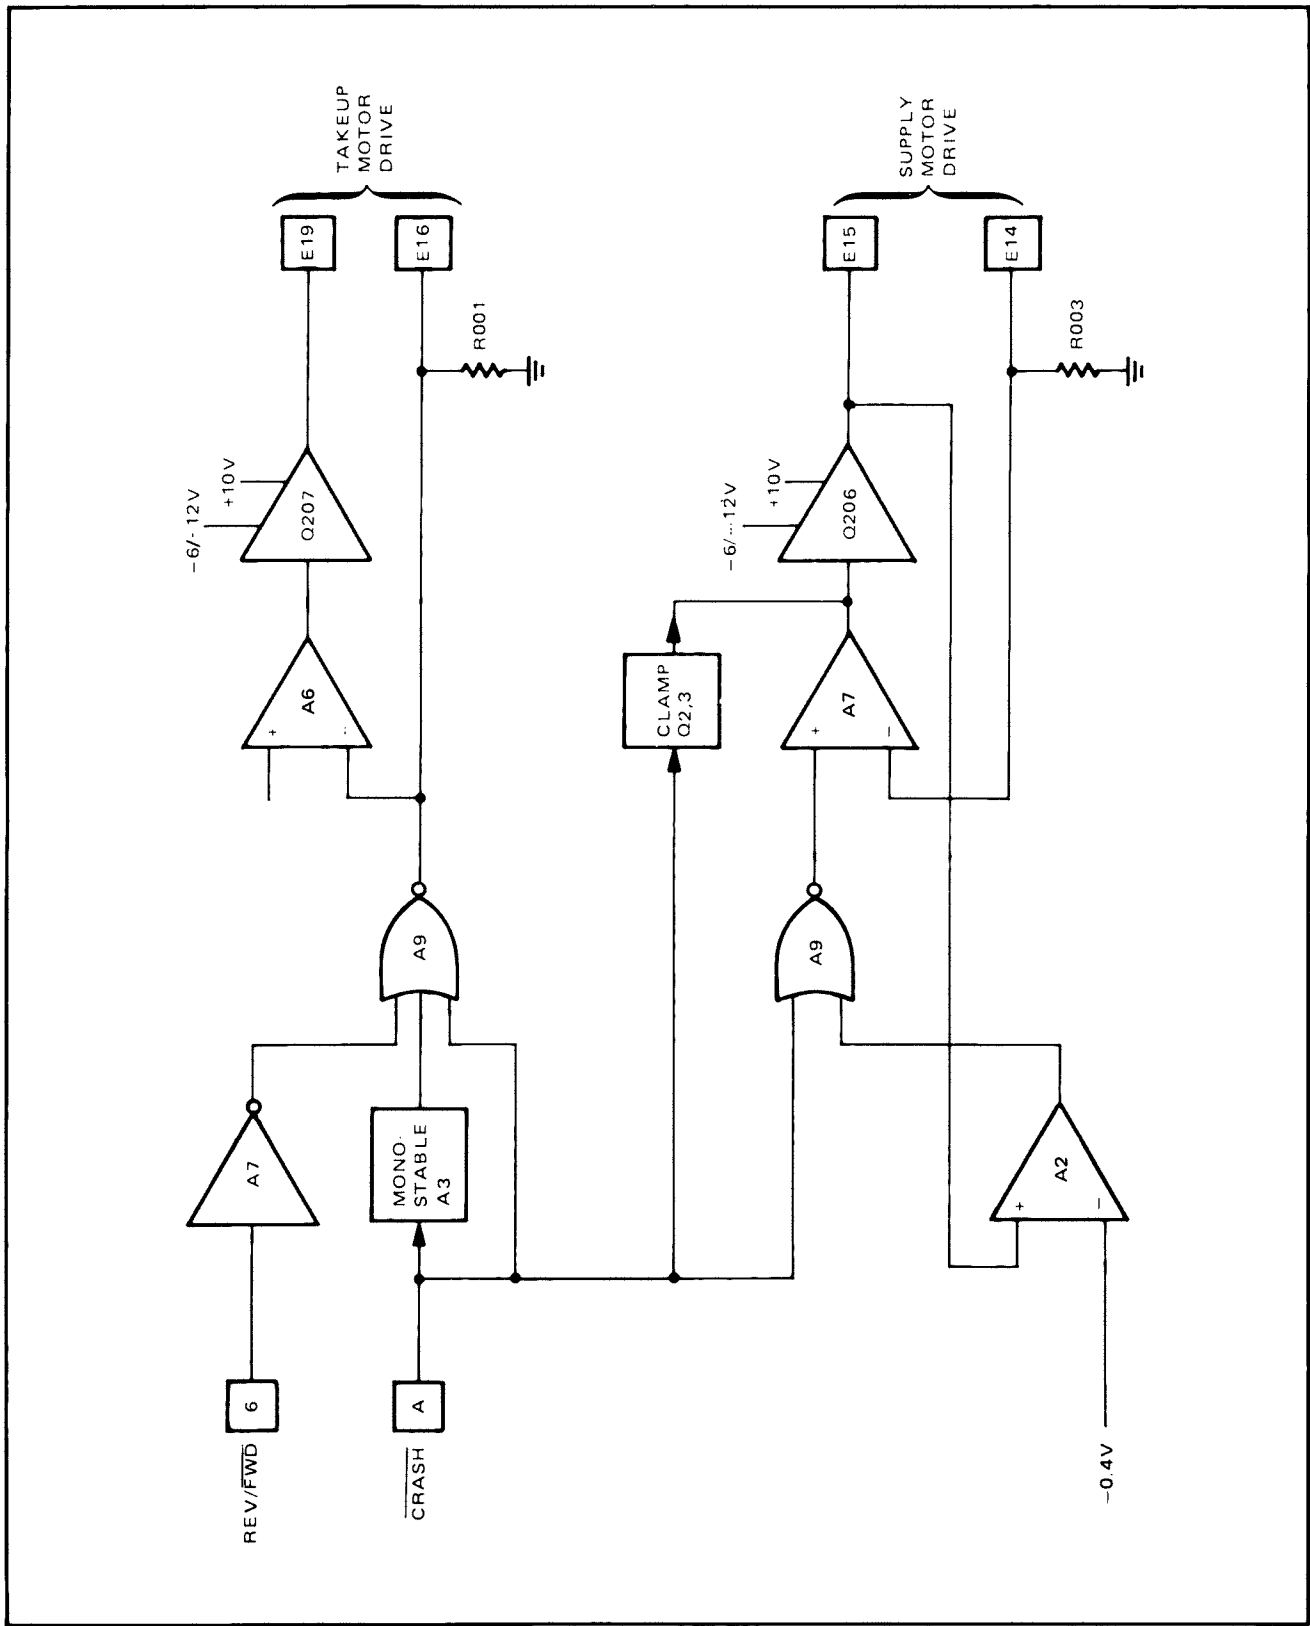 REV/FWD
6
A7
CRASH
A
MONO-
STABLE
A3
A9
+
-
A6
-6/-12V
+10V
Q207
E19
E16
TAKEUP
MOTOR
DRIVE
R001
CLAMP
Q2,3
A9
+
−
A7
−6/-12V
+10V
Q206
E15
E14
SUPPLY
MOTOR
DRIVE
R003
−0.4V
+
−
A2